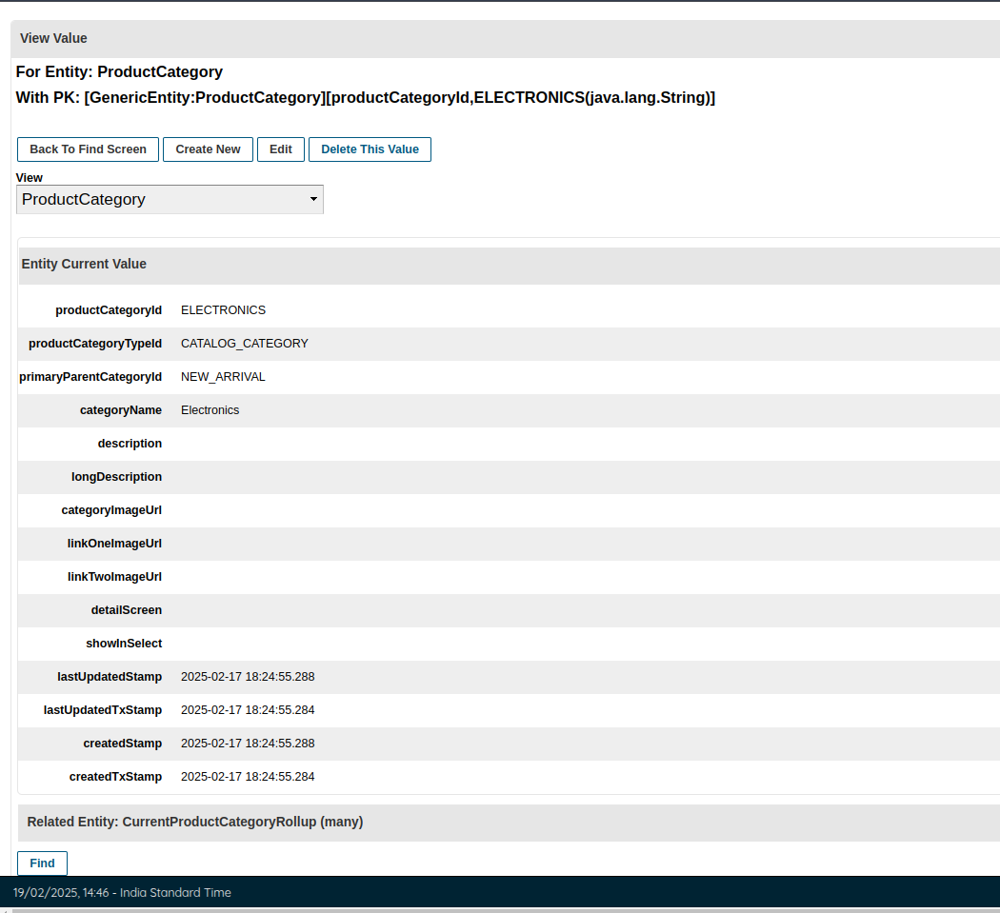 View Value
For Entity: ProductCategory
With PK: [GenericEntity:ProductCategory][productCategoryId,ELECTRONICS(java.lang.String)]
Back To Find Screen Create New Edit Delete This Value
View
ProductCategory
Entity Current Value
productCategoryId ELECTRONICS
productCategoryTypeId CATALOG_CATEGORY
primaryParentCategoryId NEW_ARRIVAL
categoryName Electronics
description
longDescription
categoryImageUrl
linkOneImageUrl
linkTwoImageUrl
detailScreen
showInSelect
lastUpdatedStamp 2025-02-17 18:24:55.288
lastUpdatedTxStamp 2025-02-17 18:24:55.284
createdStamp 2025-02-17 18:24:55.288
createdTxStamp 2025-02-17 18:24:55.284
Related Entity: CurrentProductCategoryRollup (many)
Find
19/02/2025, 14:46 - India Standard Time